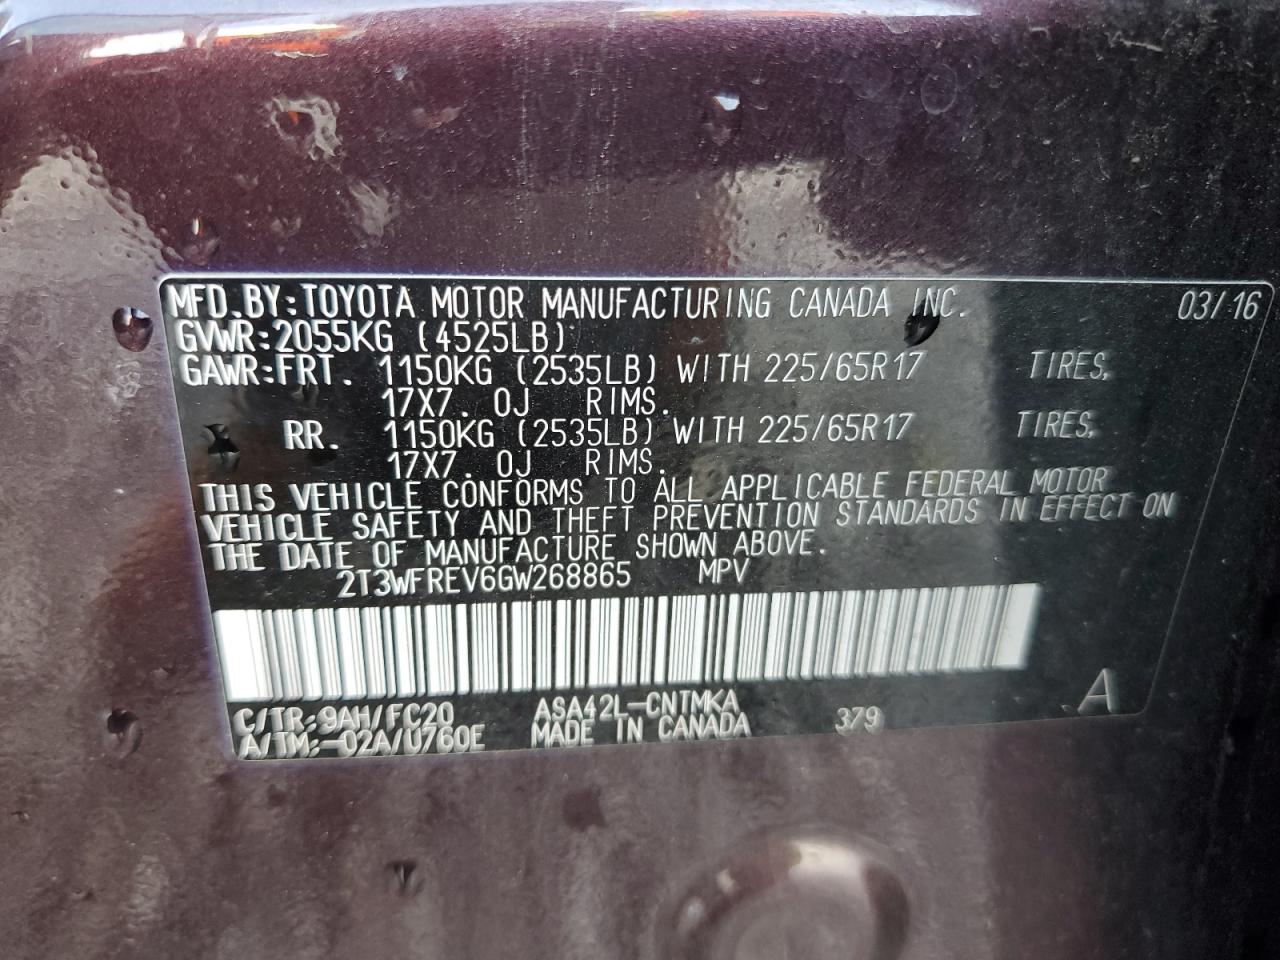 MFD.BY:TOYOTA MOTOR MANUFACTURING CANADA INC. 03/16
GVWR:2055KG (4525LB)
GAWR:FRT. 1150KG (2535LB) WITH 225/65R17 TIRES,
17X7.0J RIMS.
RR. 1150KG (2535LB) WITH 225/65R17 TIRES,
17X7.0J RIMS.
THIS VEHICLE CONFORMS TO ALL APPLICABLE FEDERAL MOTOR
VEHICLE SAFETY AND THEFT PREVENTION STANDARDS IN EFFECT ON
THE DATE OF MANUFACTURE SHOWN ABOVE.
2T3WFREV6GW268865 MPV
C/TR:9AH/FC20 ASA42L-CNTMKA 379 A
A/TM:-02A/U760E MADE IN CANADA